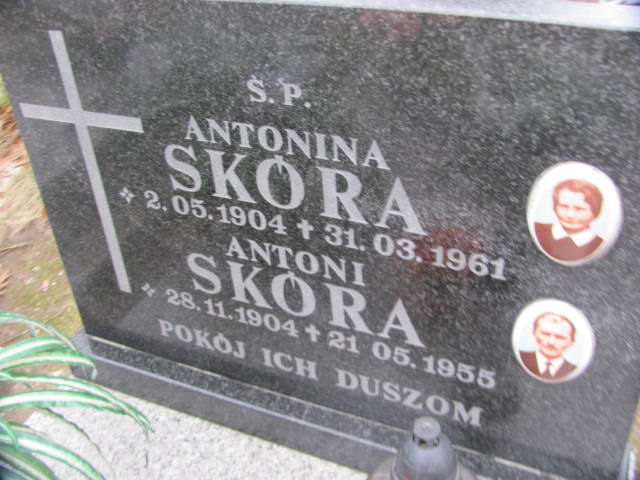 Ś.P.
ANTONINA
SKÓRA
2.05.1904 † 31.03.1961
ANTONI
SKÓRA
28.11.1904 † 21 05.1955
POKÓJ ICH DUSZOM